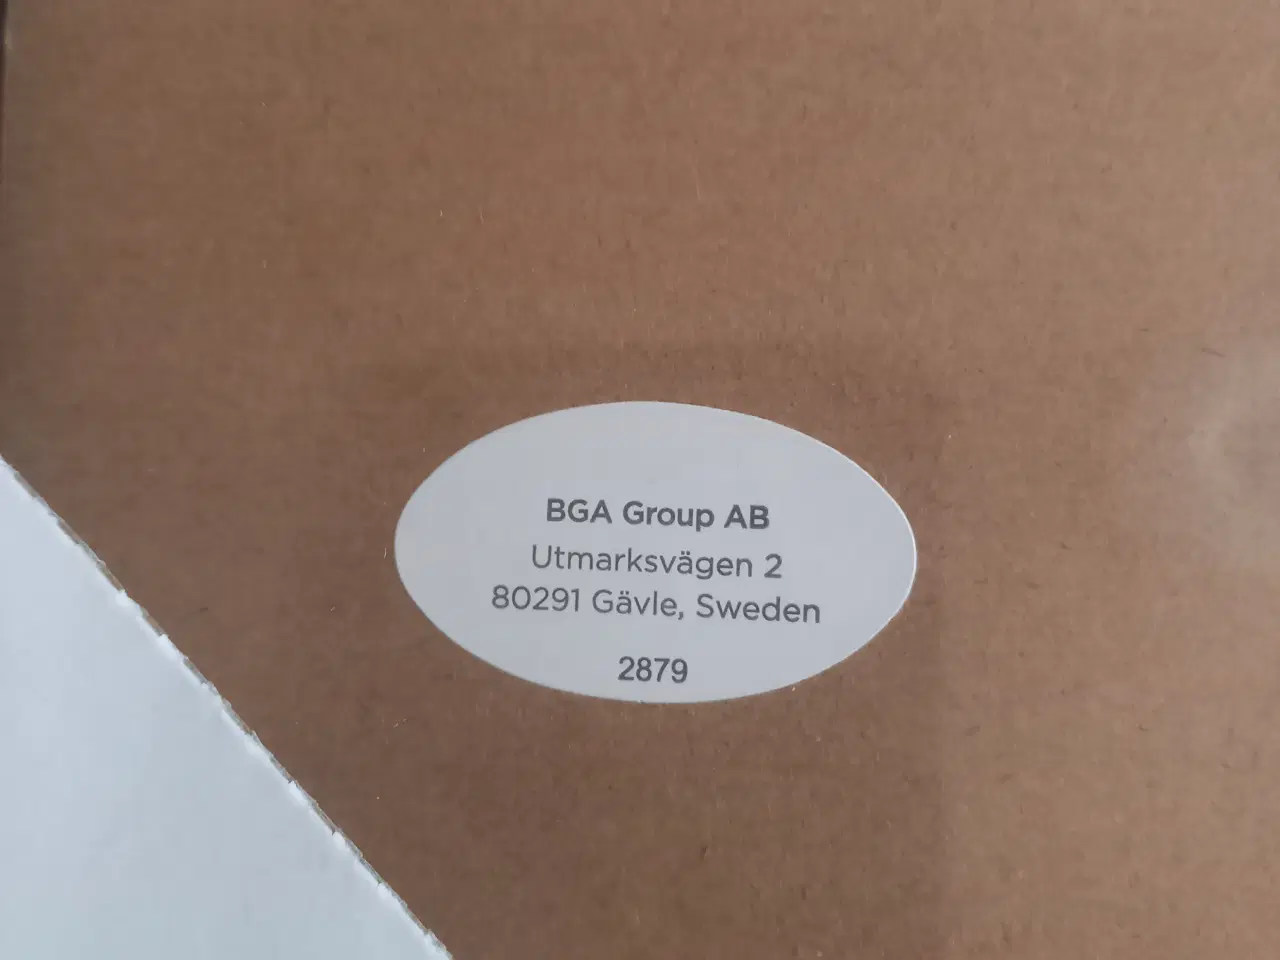 BGA Group AB
Utmarksvägen 2
80291 Gävle, Sweden
2879